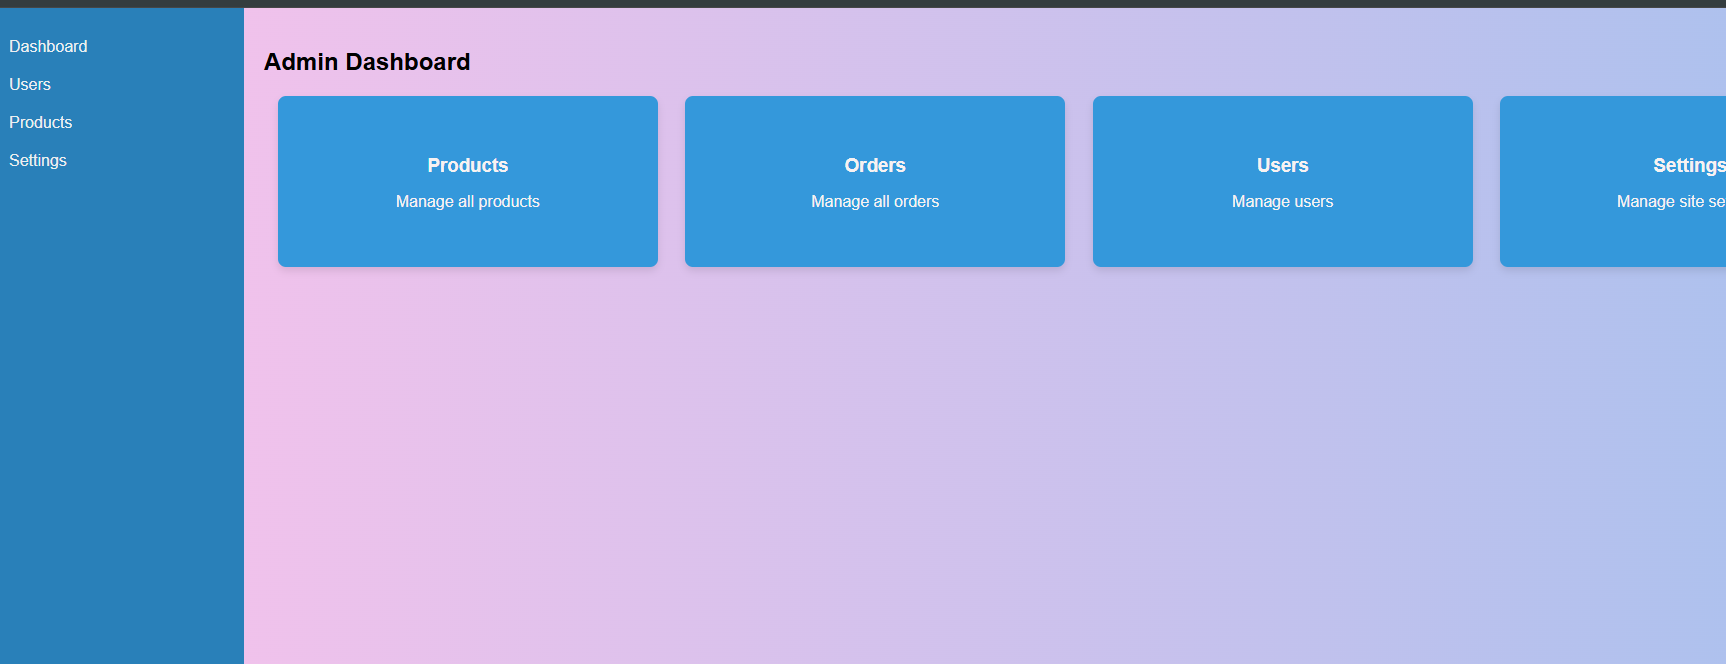 Dashboard
Users
Products
Settings
Admin Dashboard
Products
Manage all products
Orders
Manage all orders
Users
Manage users
Settings
Manage site se